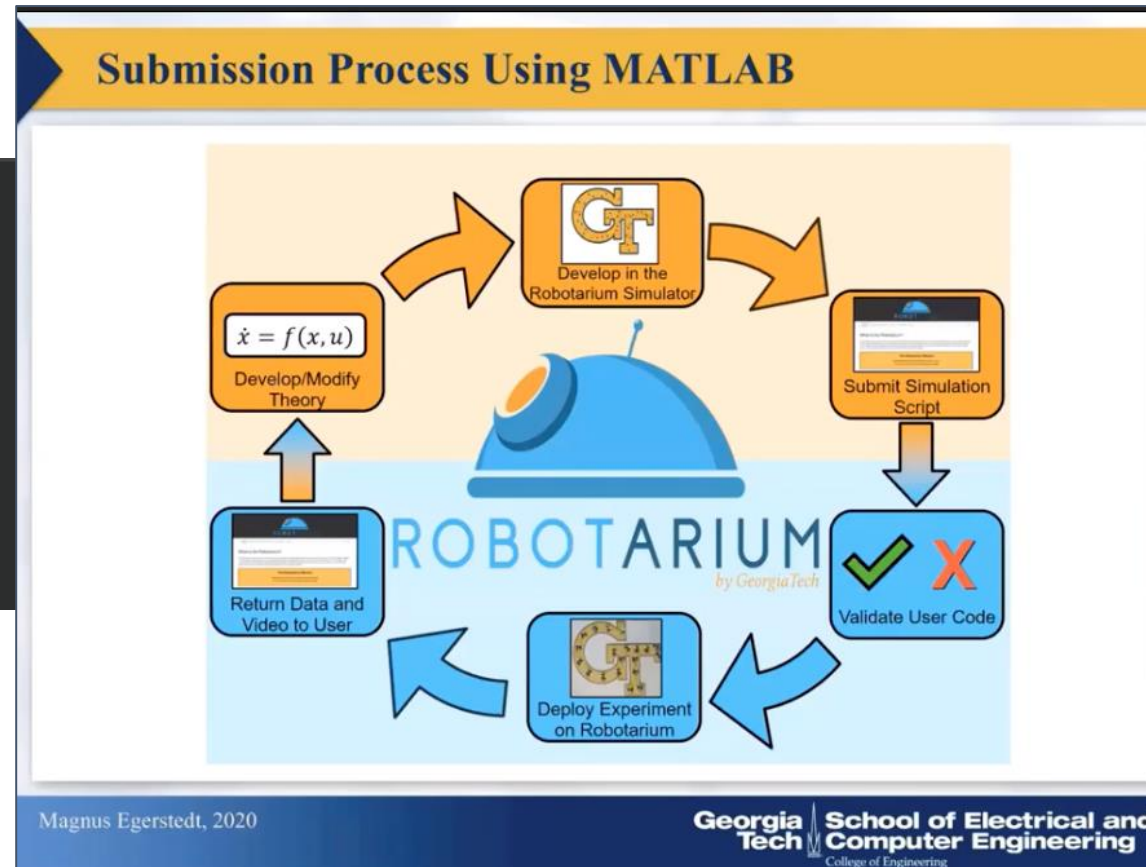 Submission Process Using MATLAB
GT
Develop in the
Robotarium Simulator
ẋ = f(x, u)
Develop/Modify
Theory
Submit Simulation
Script
ROBOTARIUM
by GeorgiaTech
Return Data and
Video to User
Validate User Code
GT
Deploy Experiment
on Robotarium
Magnus Egerstedt, 2020
Georgia Tech
School of Electrical and
Computer Engineering
College of Engineering